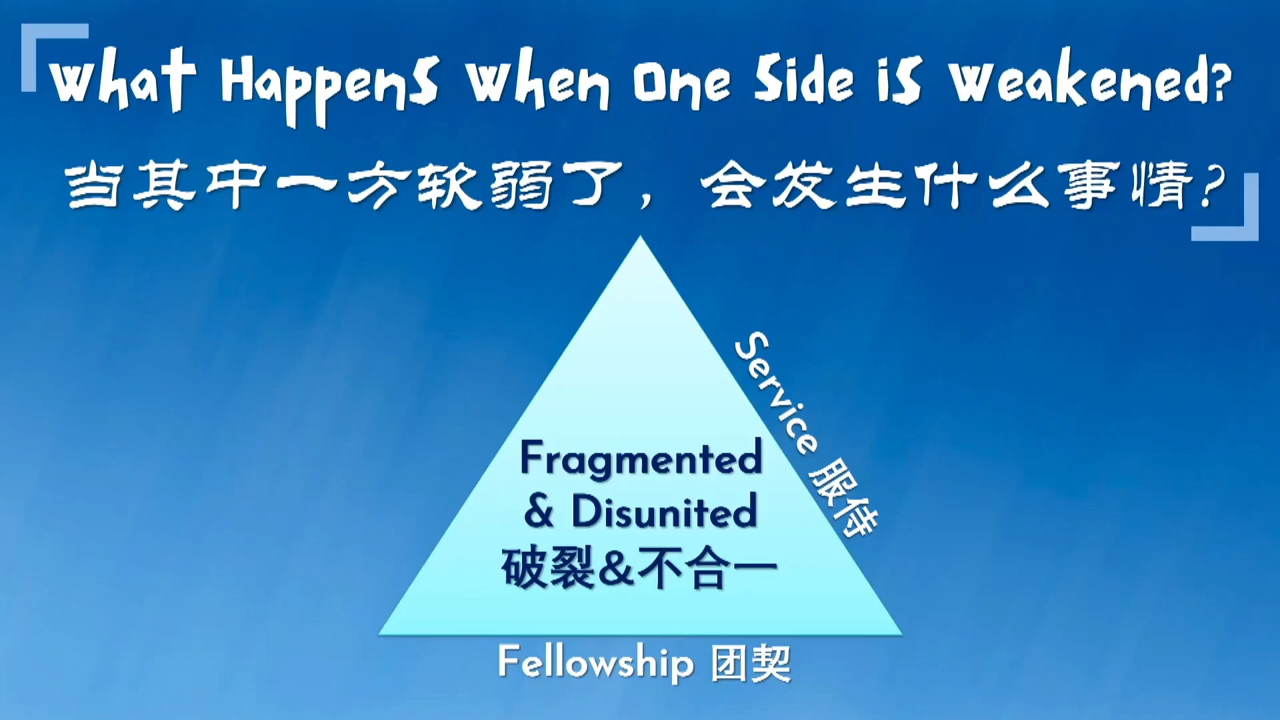 What Happens When One Side is Weakened?
当其中一方软弱了，会发生什么事情？
Service 服侍
Fragmented
& Disunited
破裂&不合一
Fellowship 团契